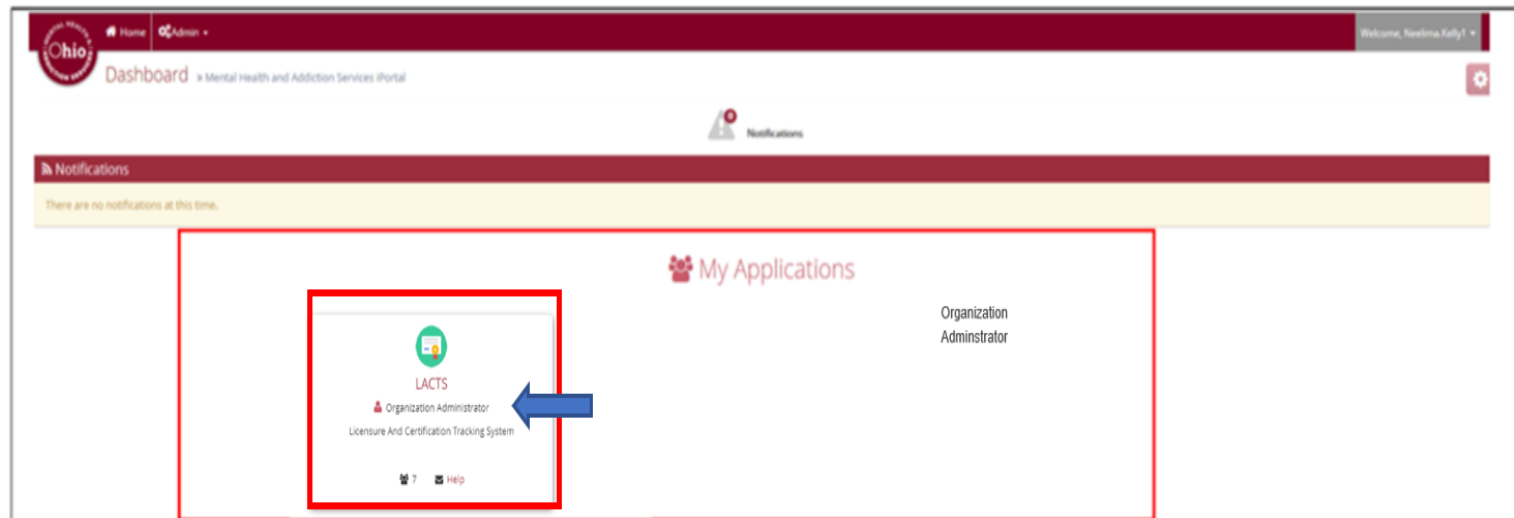 Home Admin
Welcome, Neelima.Kelly1
Ohio
Dashboard » Mental Health and Addiction Services iPortal
0
Notifications
Notifications
There are no notifications at this time.
My Applications
Organization
Adminstrator
LACTS
Organization Administrator
Licensure And Certification Tracking System
7 Help